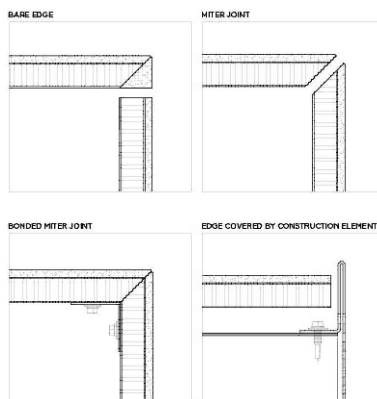 BARE EDGE
MITER JOINT
BONDED MITER JOINT
EDGE COVERED BY CONSTRUCTION ELEMENT